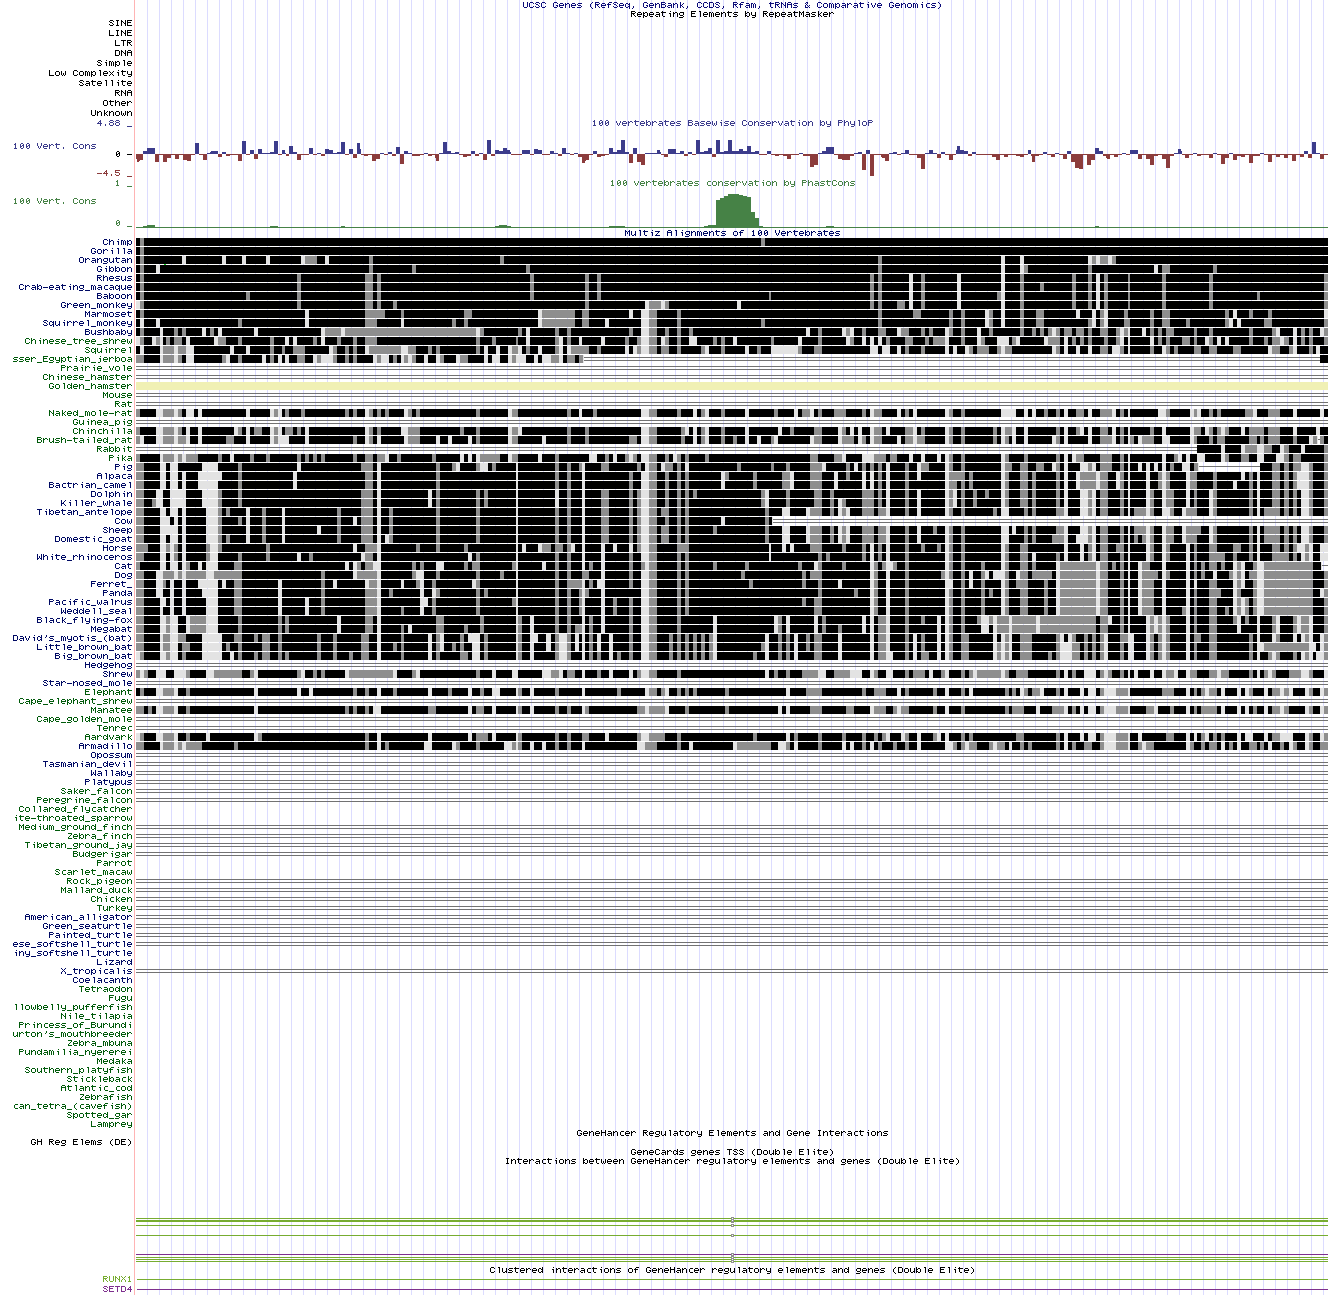 UCSC Genes (RefSeq, GenBank, CCDS, Rfam, tRNAs & Comparative Genomics)
Repeating Elements by RepeatMasker
SINE
LINE
LTR
DNA
Simple
Low Complexity
Satellite
RNA
Other
Unknown
4.88 _
100 vertebrates Basewise Conservation by PhyloP
100 Vert. Cons
0 _
-4.5 _
1 _
100 vertebrates conservation by PhastCons
100 Vert. Cons
0 _
Multiz Alignments of 100 Vertebrates
Chimp
Gorilla
Orangutan
Gibbon
Rhesus
Crab-eating_macaque
Baboon
Green_monkey
Marmoset
Squirrel_monkey
Bushbaby
Chinese_tree_shrew
Squirrel
sser_Egyptian_jerboa
Prairie_vole
Chinese_hamster
Golden_hamster
Mouse
Rat
Naked_mole-rat
Guinea_pig
Chinchilla
Brush-tailed_rat
Rabbit
Pika
Pig
Alpaca
Bactrian_camel
Dolphin
Killer_whale
Tibetan_antelope
Cow
Sheep
Domestic_goat
Horse
White_rhinoceros
Cat
Dog
Ferret_
Panda
Pacific_walrus
Weddell_seal
Black_flying-fox
Megabat
David's_myotis_(bat)
Little_brown_bat
Big_brown_bat
Hedgehog
Shrew
Star-nosed_mole
Elephant
Cape_elephant_shrew
Manatee
Cape_golden_mole
Tenrec
Aardvark
Armadillo
Opossum
Tasmanian_devil
Wallaby
Platypus
Saker_falcon
Peregrine_falcon
Collared_flycatcher
ite-throated_sparrow
Medium_ground_finch
Zebra_finch
Tibetan_ground_jay
Budgerigar
Parrot
Scarlet_macaw
Rock_pigeon
Mallard_duck
Chicken
Turkey
American_alligator
Green_seaturtle
Painted_turtle
ese_softshell_turtle
iny_softshell_turtle
Lizard
X_tropicalis
Coelacanth
Tetraodon
Fugu
llowbelly_pufferfish
Nile_tilapia
Princess_of_Burundi
urton's_mouthbreeder
Zebra_mbuna
Pundamilia_nyererei
Medaka
Southern_platyfish
Stickleback
Atlantic_cod
Zebrafish
can_tetra_(cavefish)
Spotted_gar
Lamprey
GeneHancer Regulatory Elements and Gene Interactions
GH Reg Elems (DE)
GeneCards genes TSS (Double Elite)
Interactions between GeneHancer regulatory elements and genes (Double Elite)
Clustered interactions of GeneHancer regulatory elements and genes (Double Elite)
RUNX1
SETD4